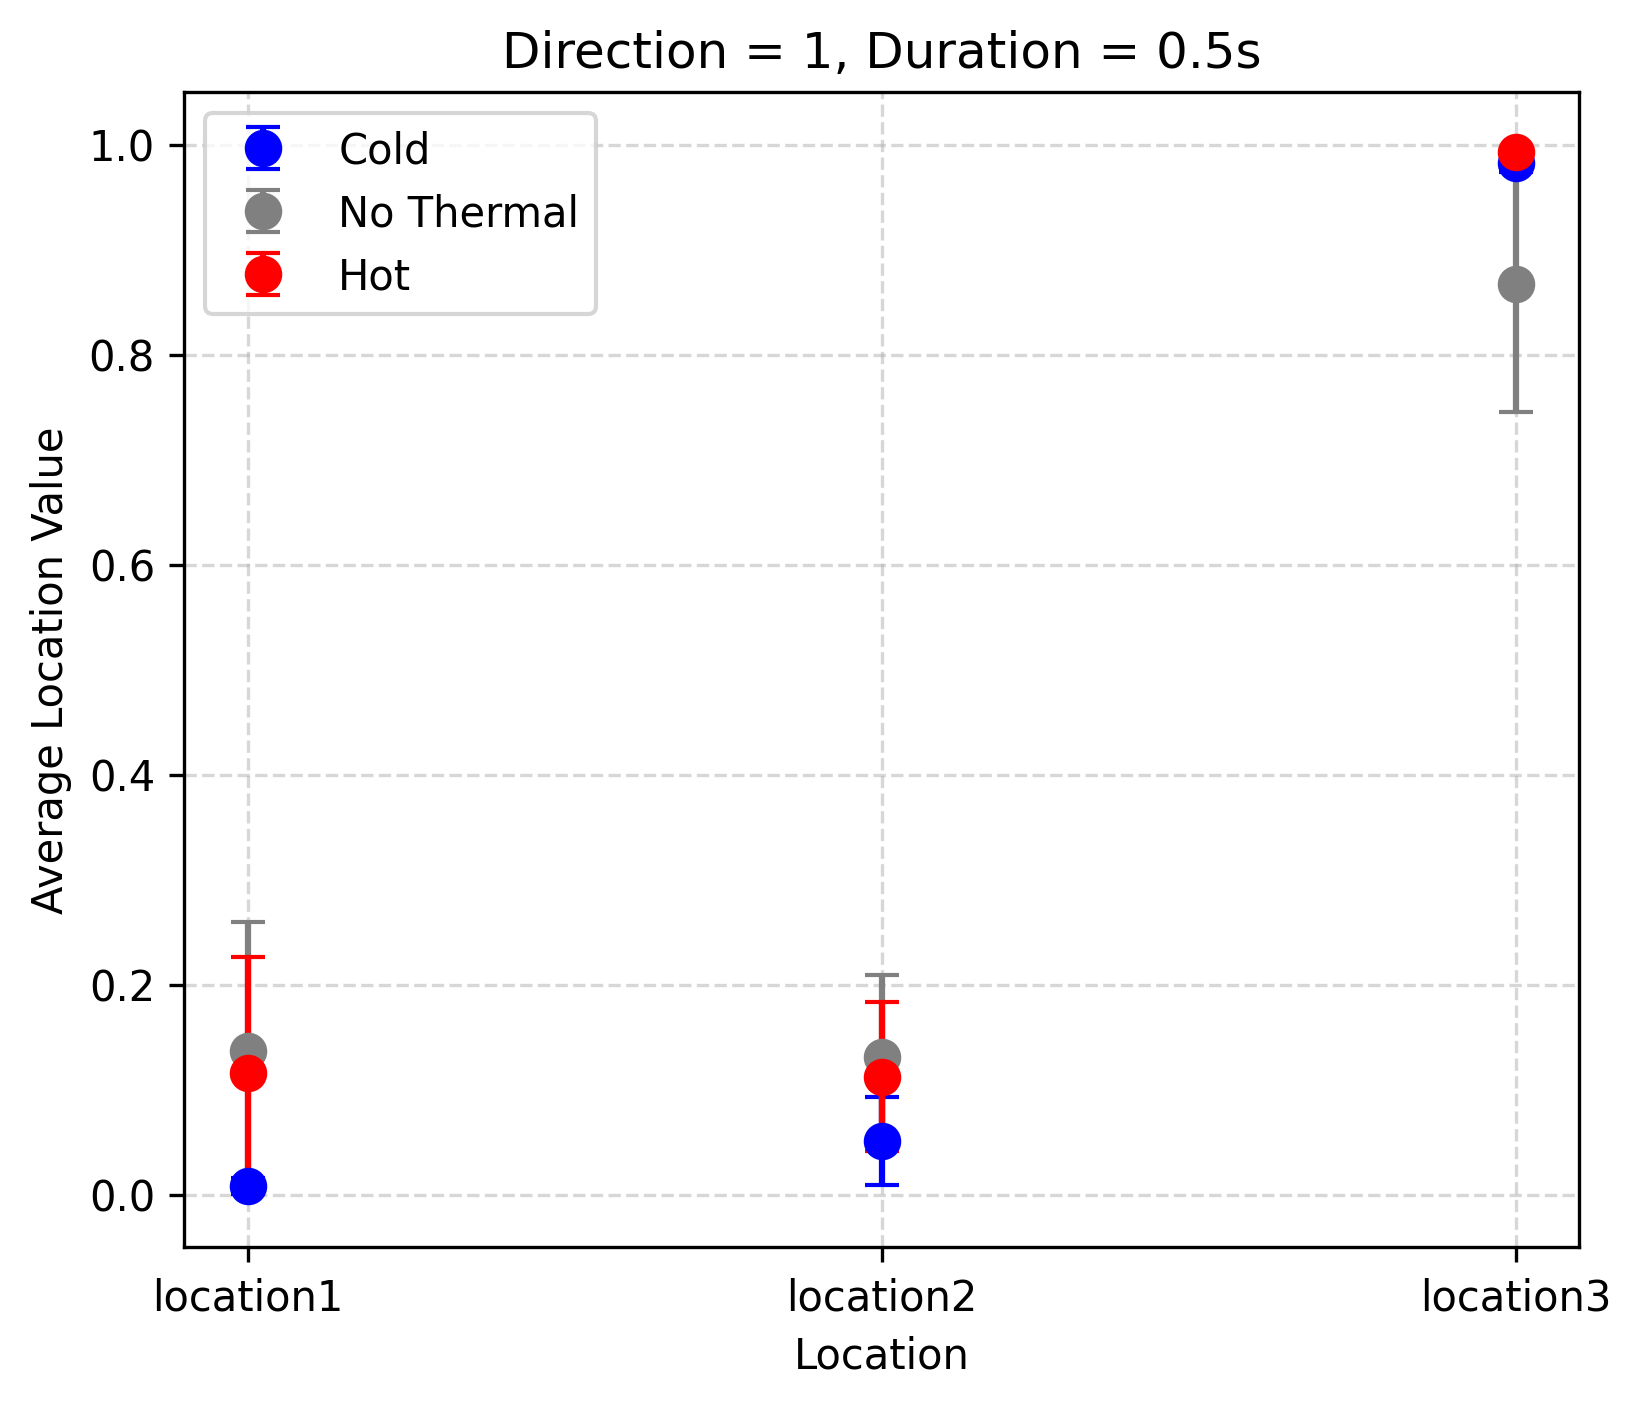 Direction = 1, Duration = 0.5s
Cold
No Thermal
Hot
1.0
0.8
0.6
0.4
0.2
0.0
Average Location Value
location1 location2 location3
Location